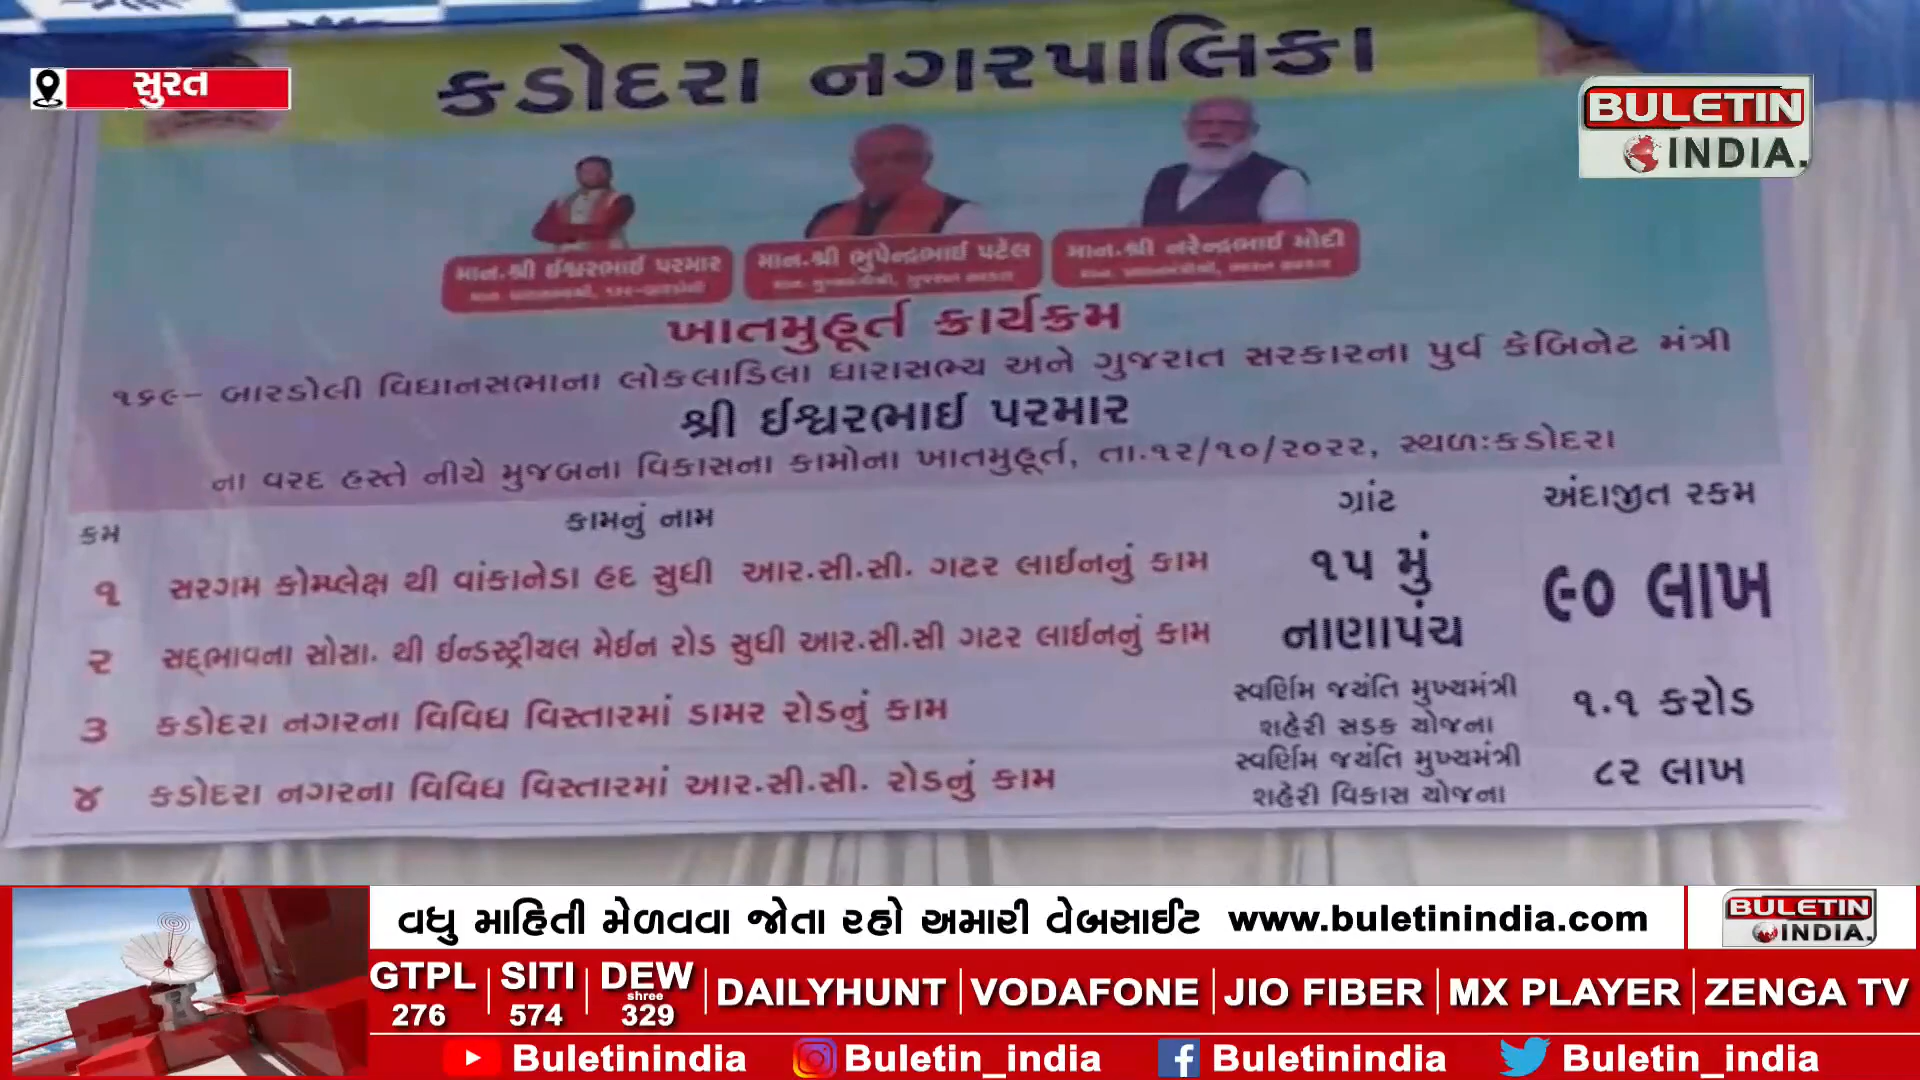 કડોદરા નગરપાલિકા
સુરત
BULETIN
INDIA.
માન.શ્રી ઈશ્વરભાઈ પરમાર
માન.શ્રી ભુપેન્દ્રભાઈ પટેલ
માન.શ્રી નરેન્દ્રભાઈ મોદી
ખાતમુહૂર્ત કાર્યક્રમ
૧૬૯- બારડોલી વિધાનસભાના લોકલાડિલા ધારાસભ્ય અને ગુજરાત સરકારના પુર્વ કેબિનેટ મંત્રી
શ્રી ઈશ્વરભાઈ પરમાર
ના વરદ હસ્તે નીચે મુજબના વિકાસના કામોના ખાતમુહૂર્ત, તા.૧૨/૧૦/૨૦૨૨, સ્થળ:કડોદરા
કમ કામનું નામ ગ્રાંટ અંદાજીત રકમ
૧ સરગમ કોમ્પ્લેક્ષ થી વાંકાનેડા હદ સુધી આર.સી.સી. ગટર લાઈનનું કામ ૧૫ મું
૯૦ લાખ
૨ સદ્ભાવના સોસા. થી ઈન્ડસ્ટ્રીયલ મેઈન રોડ સુધી આર.સી.સી ગટર લાઈનનું કામ નાણાપંચ
૩ કડોદરા નગરના વિવિધ વિસ્તારમાં ડામર રોડનું કામ સ્વર્ણિમ જયંતિ મુખ્યમંત્રી ૧.૧ કરોડ
શહેરી સડક યોજના
૪ કડોદરા નગરના વિવિધ વિસ્તારમાં આર.સી.સી. રોડનું કામ સ્વર્ણિમ જયંતિ મુખ્યમંત્રી ૮૨ લાખ
શહેરી વિકાસ યોજના
વધુ માહિતી મેળવવા જોતા રહો અમારી વેબસાઈટ www.buletinindia.com
BULETIN
INDIA.
GTPL 276 | SITI 574 | DEW shree 329 | DAILYHUNT | VODAFONE | JIO FIBER | MX PLAYER | ZENGA TV
Buletinindia Buletin_india Buletinindia Buletin_india